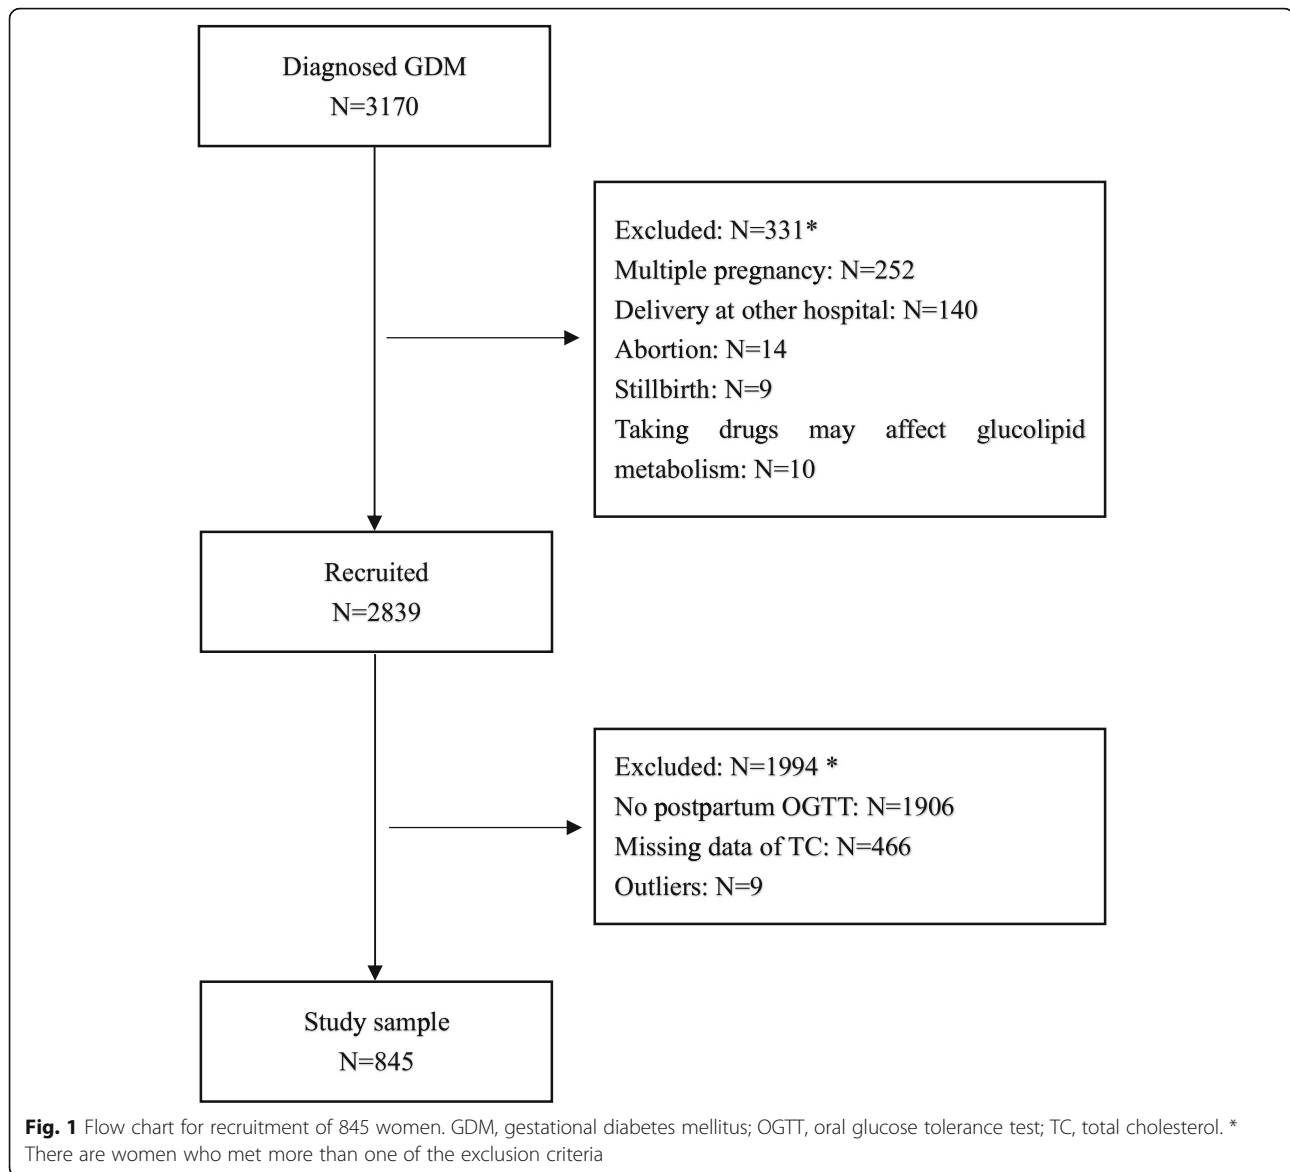 Diagnosed GDM
N=3170
Excluded: N=331*
Multiple pregnancy: N=252
Delivery at other hospital: N=140
Abortion: N=14
Stillbirth: N=9
Taking drugs may affect glucolipid
metabolism: N=10
Recruited
N=2839
Excluded: N=1994 *
No postpartum OGTT: N=1906
Missing data of TC: N=466
Outliers: N=9
Study sample
N=845
Fig. 1 Flow chart for recruitment of 845 women. GDM, gestational diabetes mellitus; OGTT, oral glucose tolerance test; TC, total cholesterol. *
There are women who met more than one of the exclusion criteria